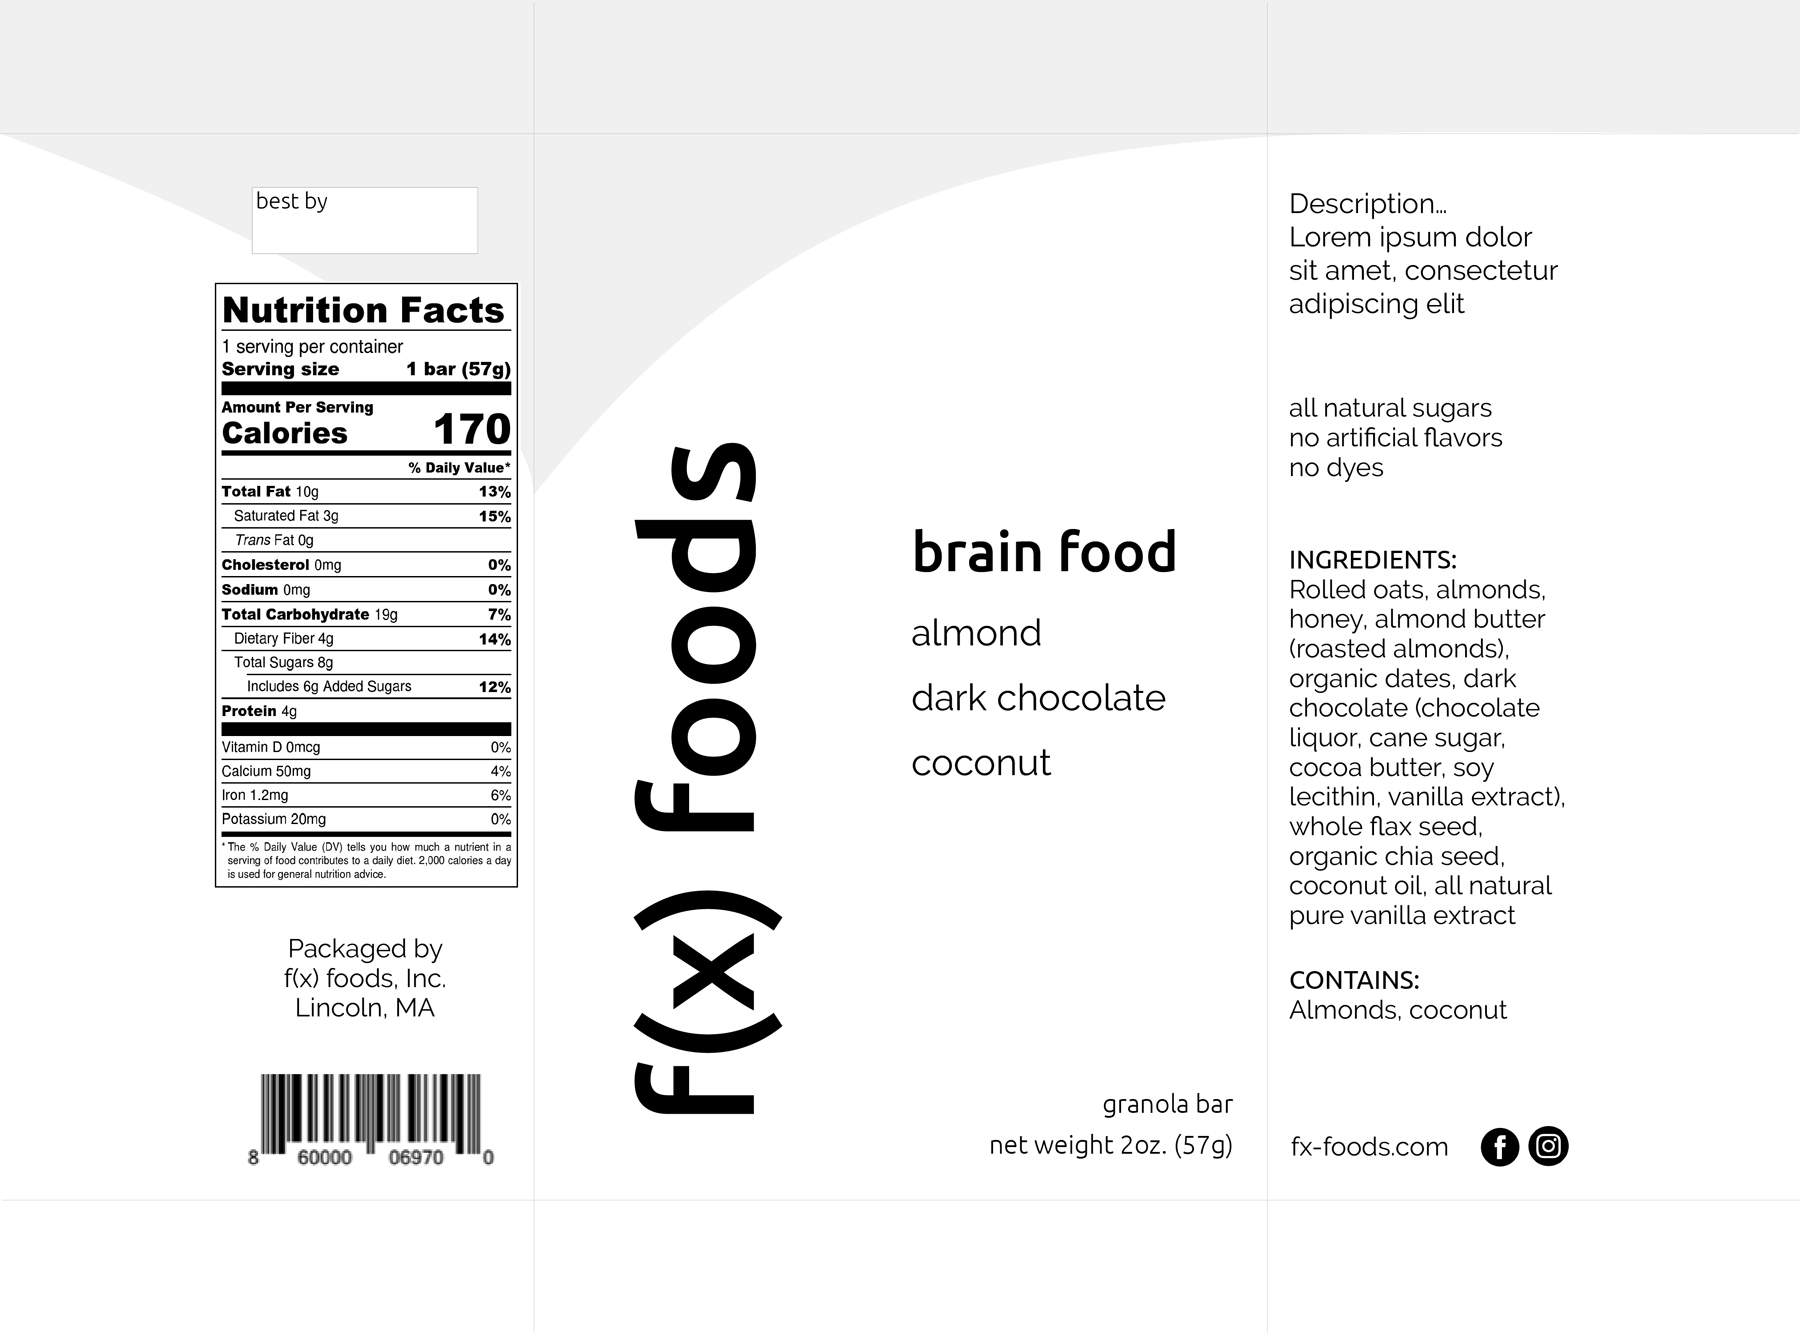 best by
Nutrition Facts
1 serving per container
Serving size 1 bar (57g)
Amount Per Serving
Calories 170
% Daily Value*
Total Fat 10g 13%
Saturated Fat 3g 15%
Trans Fat 0g
Cholesterol 0mg 0%
Sodium 0mg 0%
Total Carbohydrate 19g 7%
Dietary Fiber 4g 14%
Total Sugars 8g
Includes 6g Added Sugars 12%
Protein 4g
Vitamin D 0mcg 0%
Calcium 50mg 4%
Iron 1.2mg 6%
Potassium 20mg 0%
* The % Daily Value (DV) tells you how much a nutrient in a
serving of food contributes to a daily diet. 2,000 calories a day
is used for general nutrition advice.
Packaged by
f(x) foods, Inc.
Lincoln, MA
8 60000 06970 0
f(x) foods
brain food
almond
dark chocolate
coconut
granola bar
net weight 2oz. (57g)
Description...
Lorem ipsum dolor
sit amet, consectetur
adipiscing elit
all natural sugars
no artificial flavors
no dyes
INGREDIENTS:
Rolled oats, almonds,
honey, almond butter
(roasted almonds),
organic dates, dark
chocolate (chocolate
liquor, cane sugar,
cocoa butter, soy
lecithin, vanilla extract),
whole flax seed,
organic chia seed,
coconut oil, all natural
pure vanilla extract
CONTAINS:
Almonds, coconut
fx-foods.com